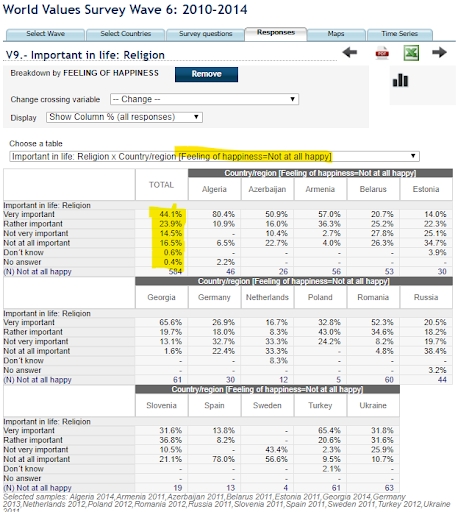 World Values Survey Wave 6: 2010-2014
Select Wave Select Countries Survey questions Responses Maps Time Series
V9.- Important in life: Religion
Breakdown by FEELING OF HAPPINESS Remove
Change crossing variable -- Change --
Display Show Column % (all responses)
Choose a table
Important in life: Religion x Country/region [Feeling of happiness=Not at all happy]
Country/region [Feeling of happiness=Not at all happy]
TOTAL Algeria Azerbaijan Armenia Belarus Estonia
Important in life: Religion
Very important 44.1% 80.4% 50.9% 57.0% 20.7% 14.0%
Rather important 23.9% 10.9% 16.0% 36.3% 25.2% 22.3%
Not very important 14.5% - 10.4% 2.7% 27.8% 25.1%
Not at all important 16.5% 6.5% 22.7% 4.0% 26.3% 34.7%
Don´t know 0.6% - - - - 3.9%
No answer 0.4% 2.2% - - - -
(N) Not at all happy 584 46 26 56 53 30
Country/region [Feeling of happiness=Not at all happy]
Georgia Germany Netherlands Poland Romania Russia
Important in life: Religion
Very important 65.6% 26.9% 16.7% 32.8% 52.3% 20.5%
Rather important 19.7% 18.0% 8.3% 43.0% 34.6% 18.2%
Not very important 13.1% 32.7% 33.3% 24.2% 8.2% 19.7%
Not at all important 1.6% 22.4% 33.3% - 4.8% 38.4%
Don´t know - - 8.3% - - -
No answer - - - - - 3.2%
(N) Not at all happy 61 30 12 5 60 44
Country/region [Feeling of happiness=Not at all happy]
Slovenia Spain Sweden Turkey Ukraine
Important in life: Religion
Very important 31.6% 13.8% - 65.4% 31.8%
Rather important 36.8% 8.2% - 20.6% 31.6%
Not very important 10.5% - 43.4% 2.3% 25.9%
Not at all important 21.1% 78.0% 56.6% 9.5% 10.7%
Don´t know - - - 2.1% -
No answer - - - - -
(N) Not at all happy 19 13 4 61 63
Selected samples: Algeria 2014,Armenia 2011,Azerbaijan 2011,Belarus 2011,Estonia 2011,Georgia 2014,Germany
2013,Netherlands 2012,Poland 2012,Romania 2012,Russia 2011,Slovenia 2011,Spain 2011,Sweden 2011,Turkey 2012,Ukraine
2011